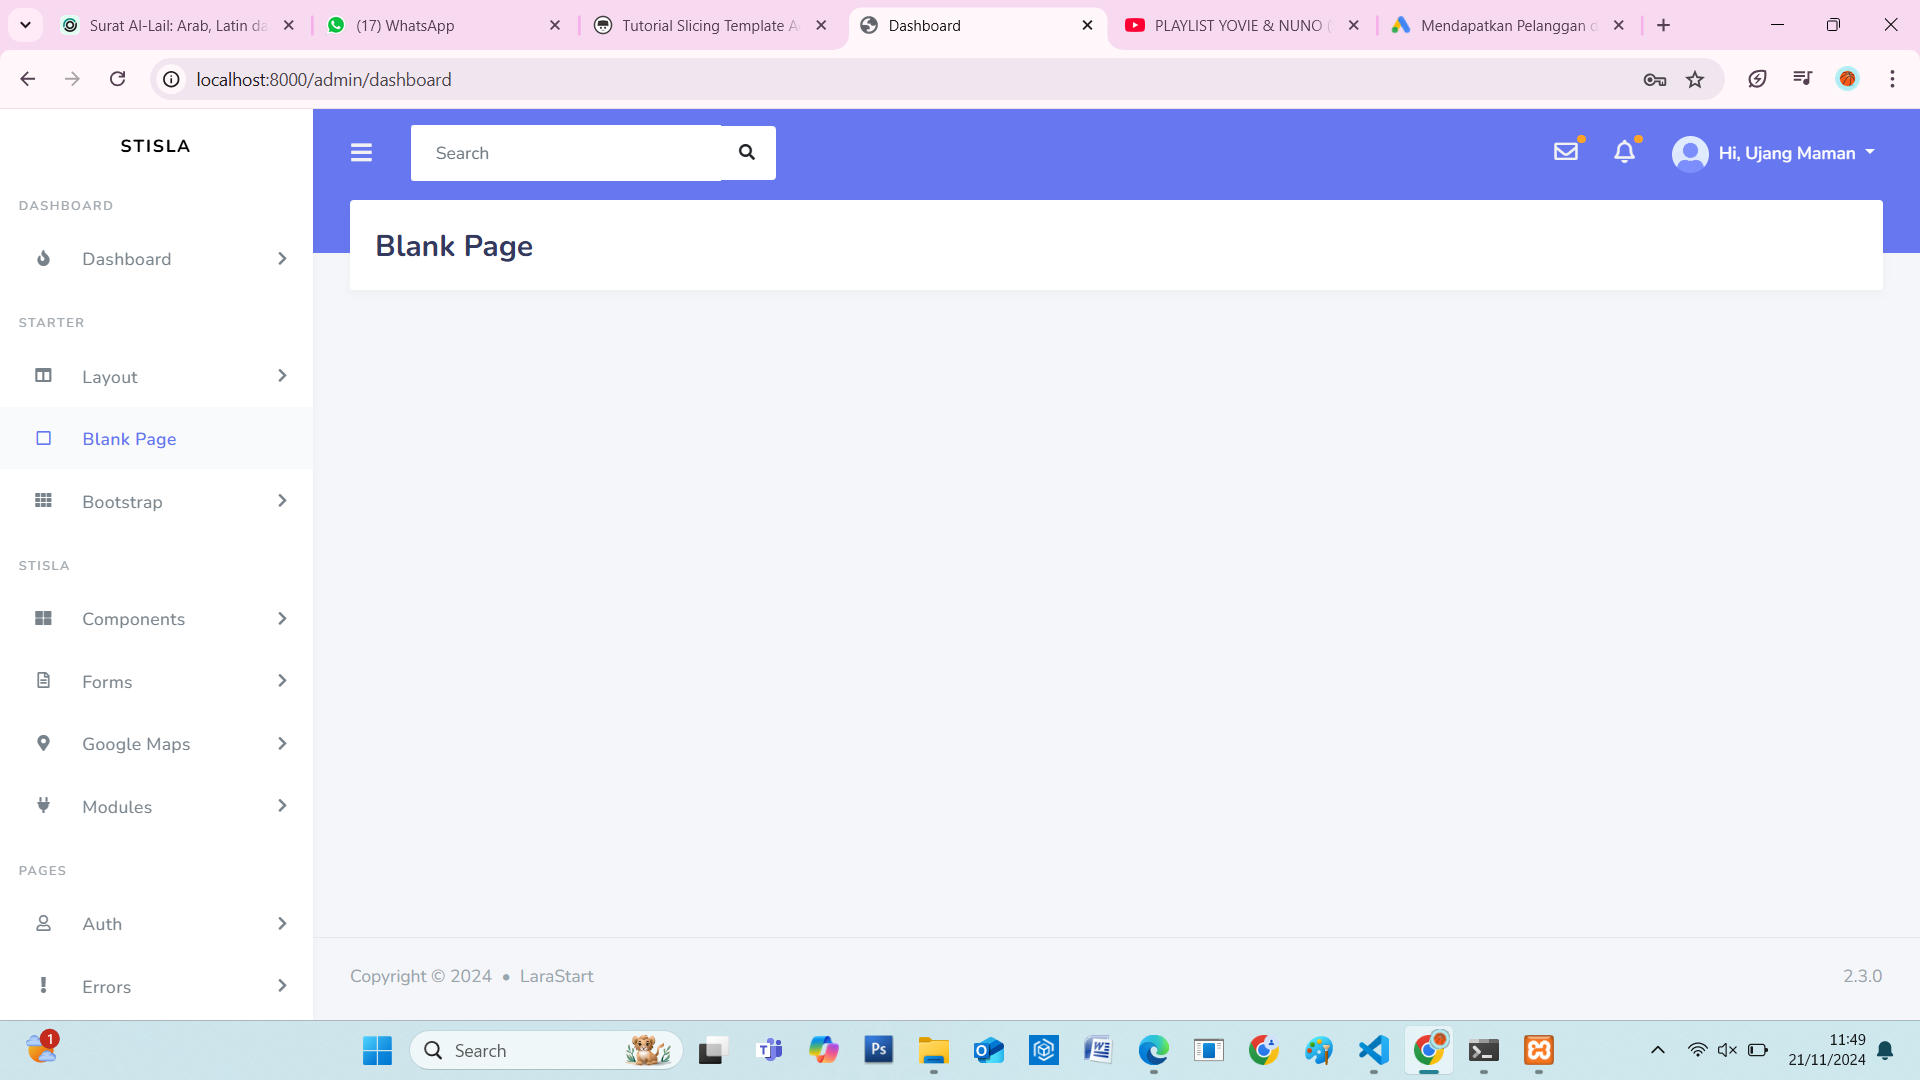 Surat Al-Lail: Arab, Latin da
(17) WhatsApp
Tutorial Slicing Template A
Dashboard
PLAYLIST YOVIE & NUNO (
Mendapatkan Pelanggan d
localhost:8000/admin/dashboard
STISLA
Search
Hi, Ujang Maman
DASHBOARD
Dashboard
STARTER
Layout
Blank Page
Bootstrap
STISLA
Components
Forms
Google Maps
Modules
PAGES
Auth
Errors
Blank Page
Copyright © 2024 • LaraStart
2.3.0
1
Search
Ps
11:49
21/11/2024